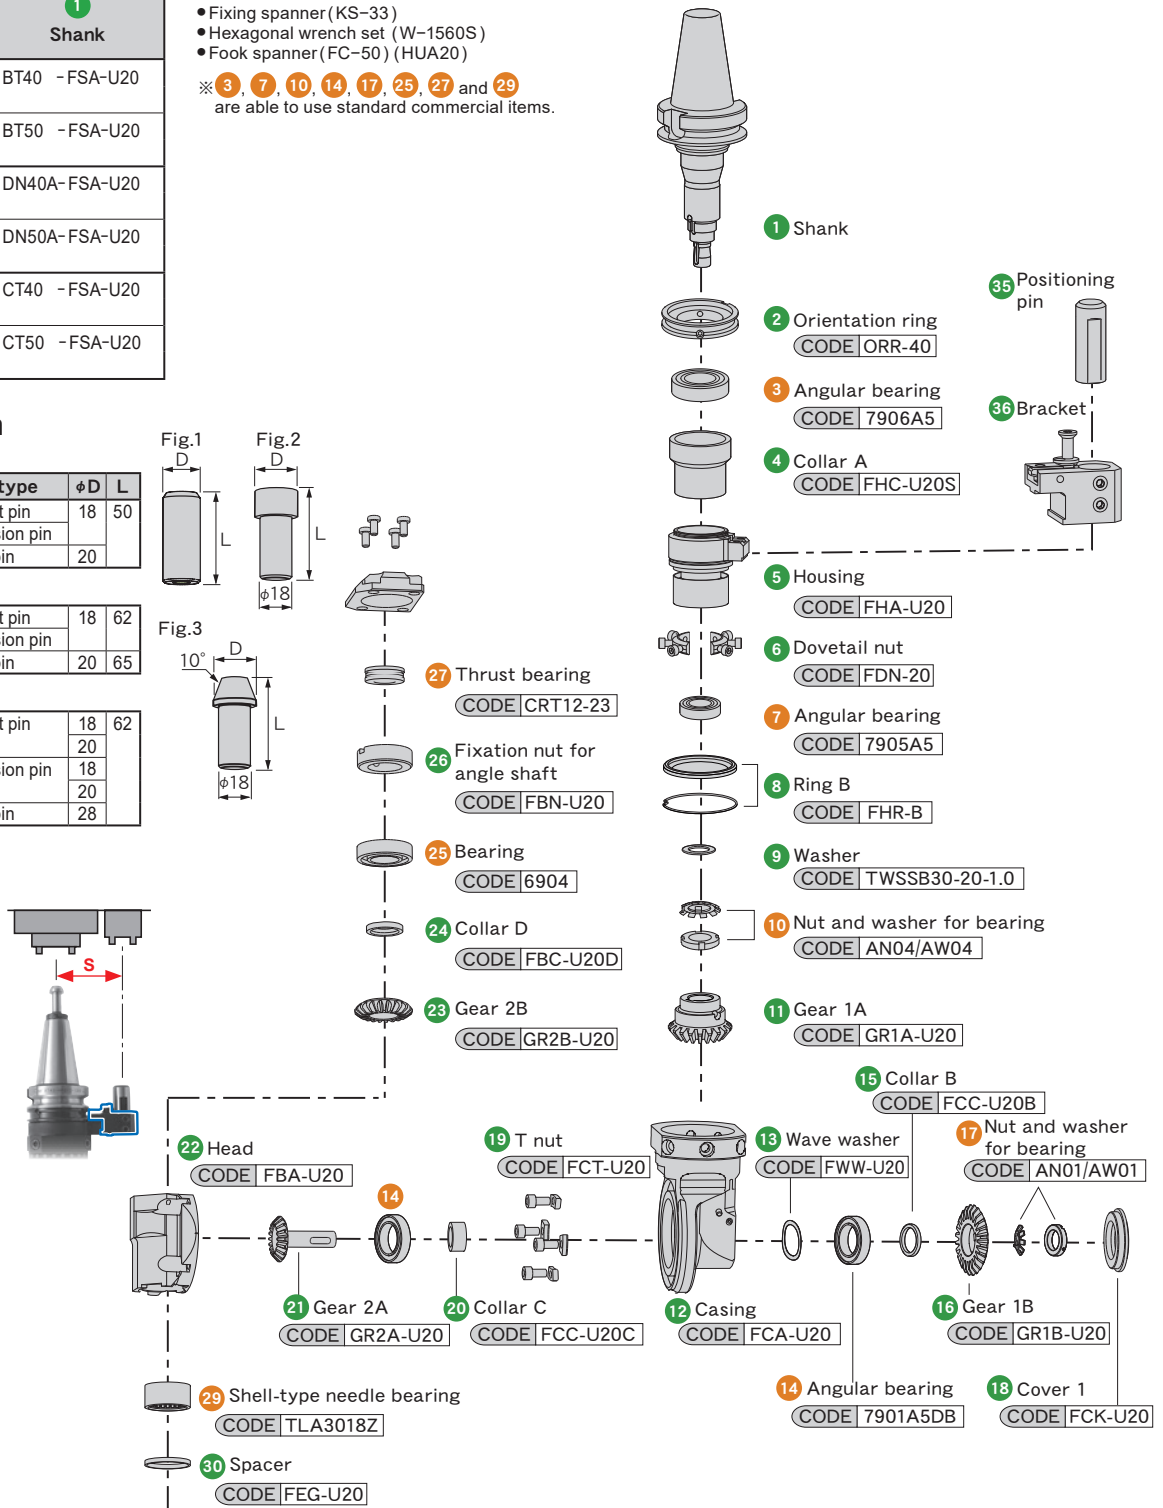 1
Shank
BT40 -FSA-U20
BT50 -FSA-U20
DN40A-FSA-U20
DN50A-FSA-U20
CT40 -FSA-U20
CT50 -FSA-U20
●Fixing spanner(KS-33)
●Hexagonal wrench set (W-1560S)
●Fook spanner(FC-50) (HUA20)
※3, 7, 10, 14, 17, 25, 27 and 29
are able to use standard commercial items.
1 Shank
2 Orientation ring
CODE ORR-40
3 Angular bearing
CODE 7906A5
4 Collar A
CODE FHC-U20S
5 Housing
CODE FHA-U20
6 Dovetail nut
CODE FDN-20
7 Angular bearing
CODE 7905A5
8 Ring B
CODE FHR-B
9 Washer
CODE TWSSB30-20-1.0
10 Nut and washer for bearing
CODE AN04/AW04
11 Gear 1A
CODE GR1A-U20
35 Positioning
pin
36 Bracket
type φD L
t pin 18 50
sion pin
in 20
t pin 18 62
sion pin
in 20 65
t pin 18 62
20
sion pin 18
20
in 28
Fig.1
D
L
Fig.2
D
L
φ18
Fig.3
10°
D
L
φ18
S
27 Thrust bearing
CODE CRT12-23
26 Fixation nut for
angle shaft
CODE FBN-U20
25 Bearing
CODE 6904
24 Collar D
CODE FBC-U20D
23 Gear 2B
CODE GR2B-U20
22 Head
CODE FBA-U20
14
19 T nut
CODE FCT-U20
13 Wave washer
CODE FWW-U20
15 Collar B
CODE FCC-U20B
17 Nut and washer
for bearing
CODE AN01/AW01
21 Gear 2A
CODE GR2A-U20
20 Collar C
CODE FCC-U20C
12 Casing
CODE FCA-U20
16 Gear 1B
CODE GR1B-U20
14 Angular bearing
CODE 7901A5DB
18 Cover 1
CODE FCK-U20
29 Shell-type needle bearing
CODE TLA3018Z
30 Spacer
CODE FEG-U20